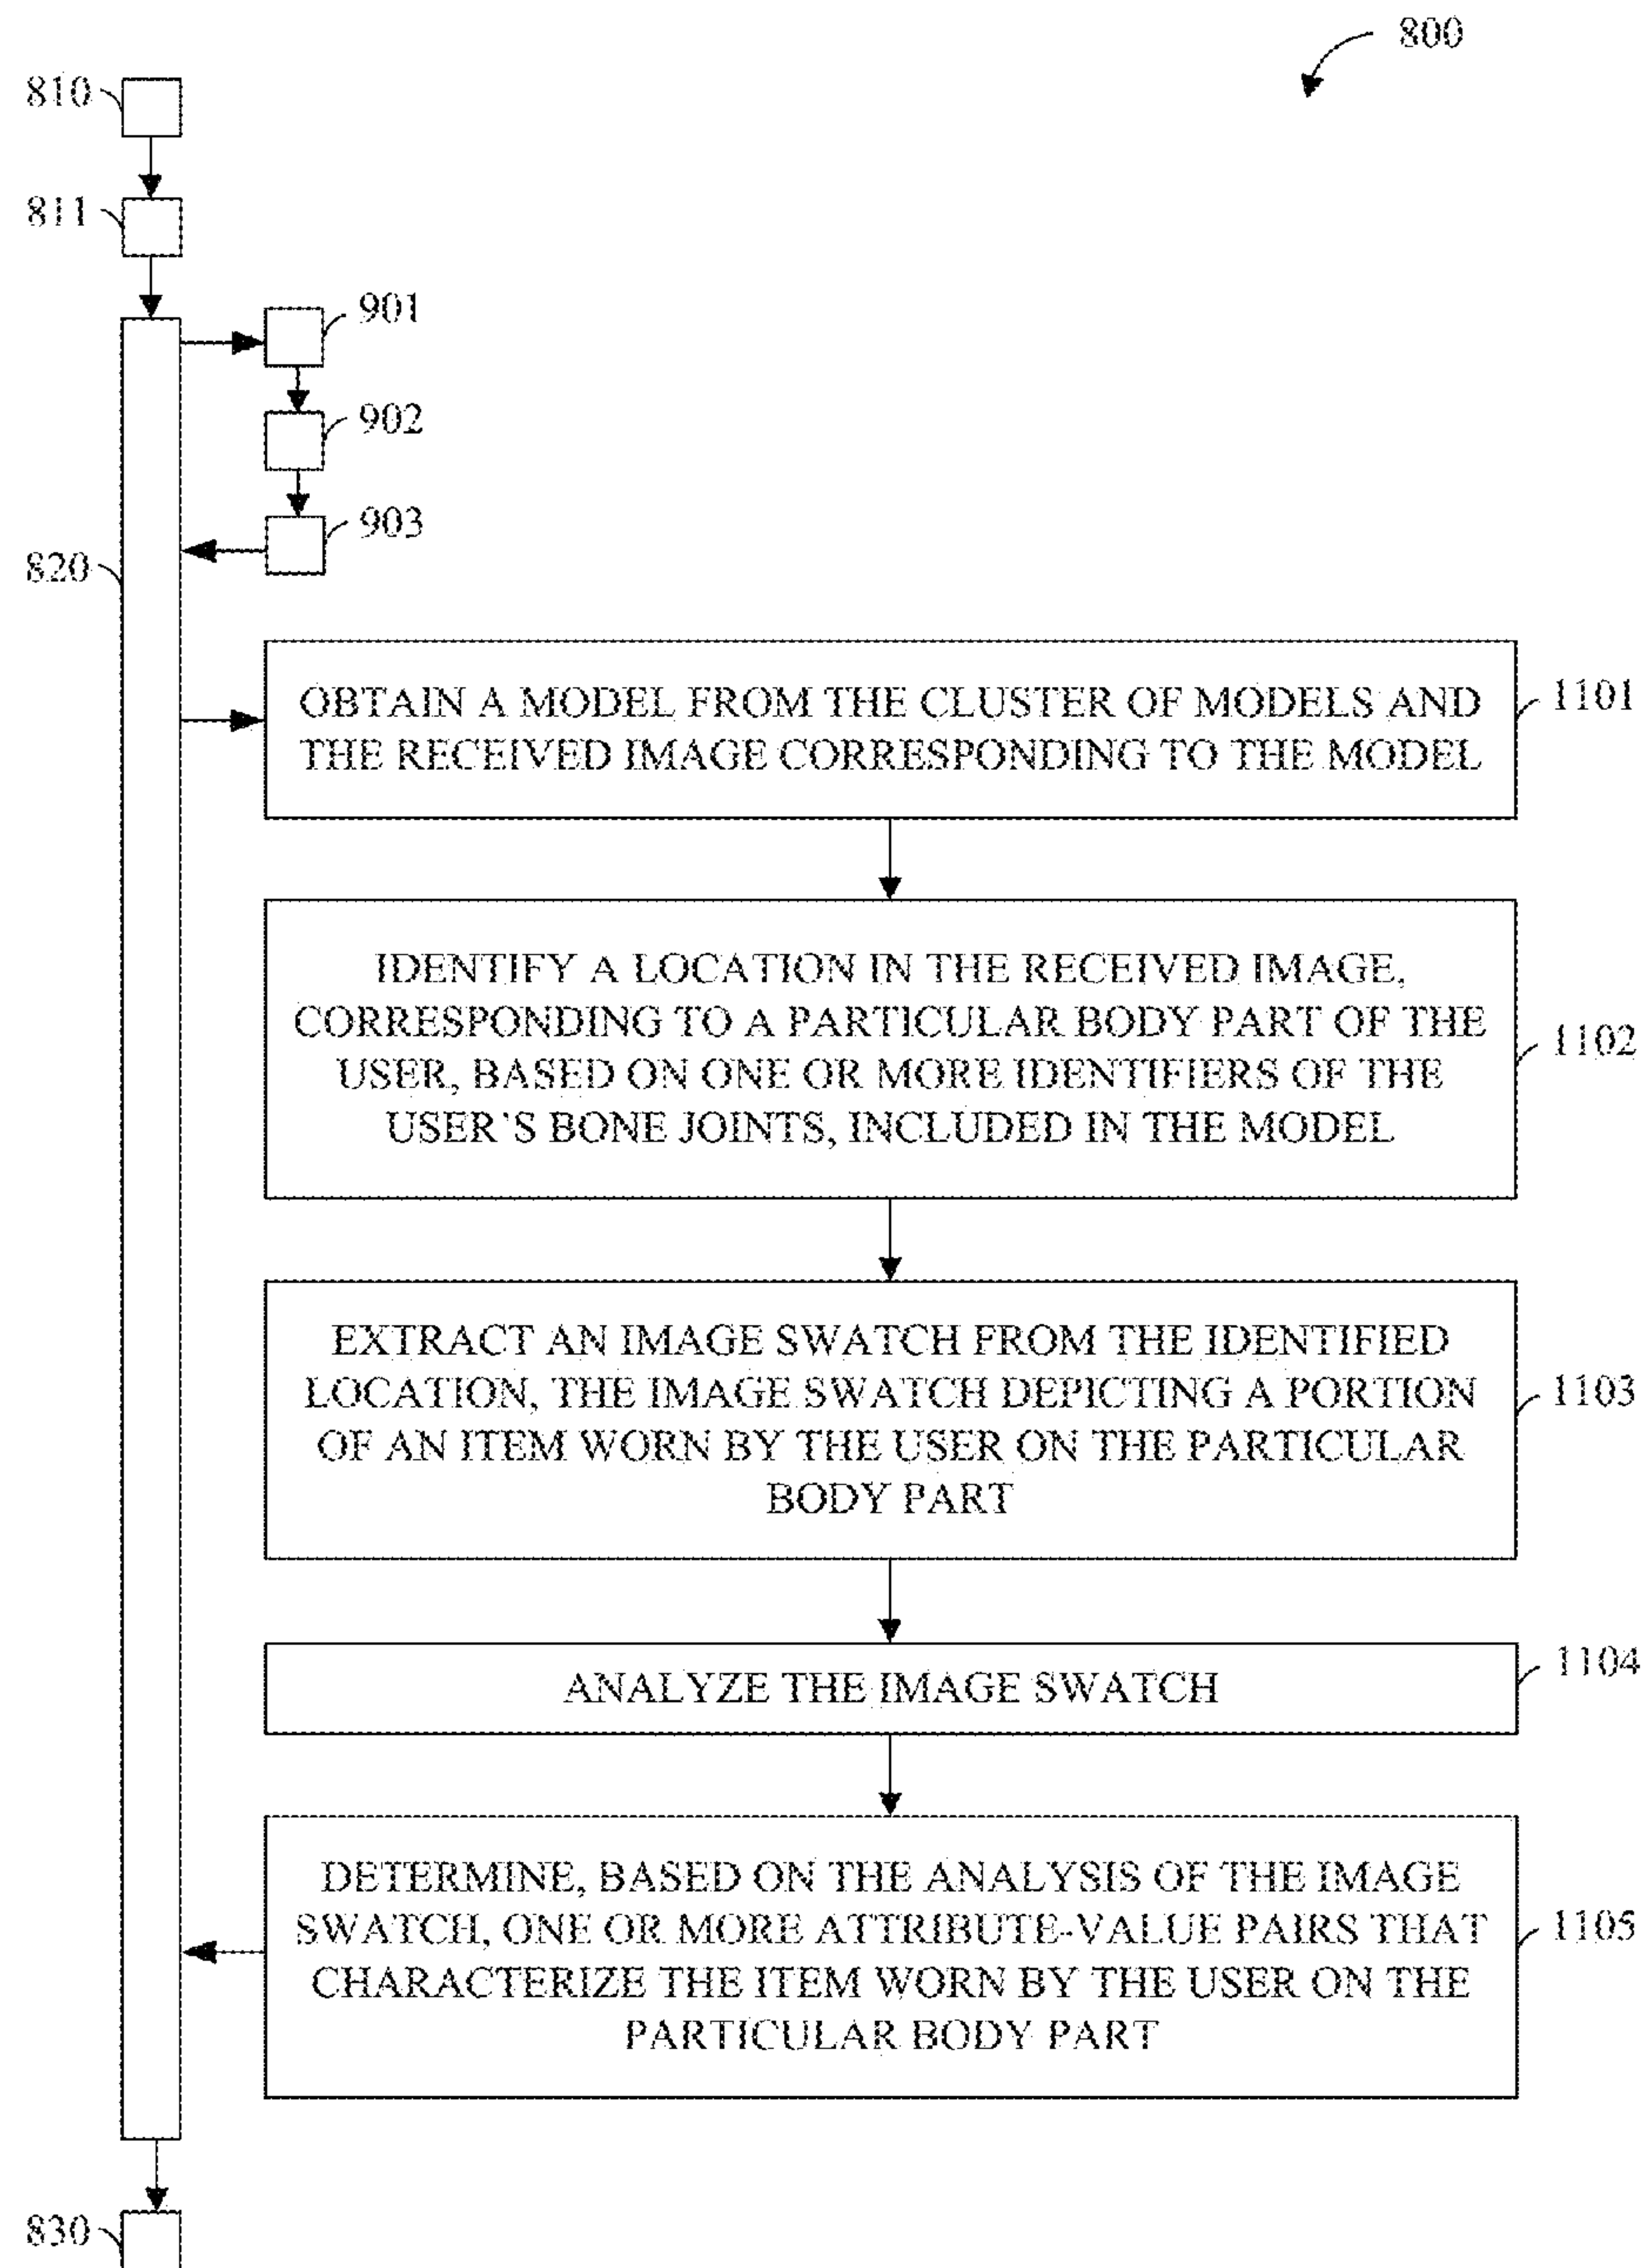 800
810
811
901
902
903
820
OBTAIN A MODEL FROM THE CLUSTER OF MODELS AND
THE RECEIVED IMAGE CORRESPONDING TO THE MODEL
1101
IDENTIFY A LOCATION IN THE RECEIVED IMAGE,
CORRESPONDING TO A PARTICULAR BODY PART OF THE
USER, BASED ON ONE OR MORE IDENTIFIERS OF THE
USER'S BONE JOINTS, INCLUDED IN THE MODEL
1102
EXTRACT AN IMAGE SWATCH FROM THE IDENTIFIED
LOCATION, THE IMAGE SWATCH DEPICTING A PORTION
OF AN ITEM WORN BY THE USER ON THE PARTICULAR
BODY PART
1103
ANALYZE THE IMAGE SWATCH
1104
DETERMINE, BASED ON THE ANALYSIS OF THE IMAGE
SWATCH, ONE OR MORE ATTRIBUTE-VALUE PAIRS THAT
CHARACTERIZE THE ITEM WORN BY THE USER ON THE
PARTICULAR BODY PART
1105
830